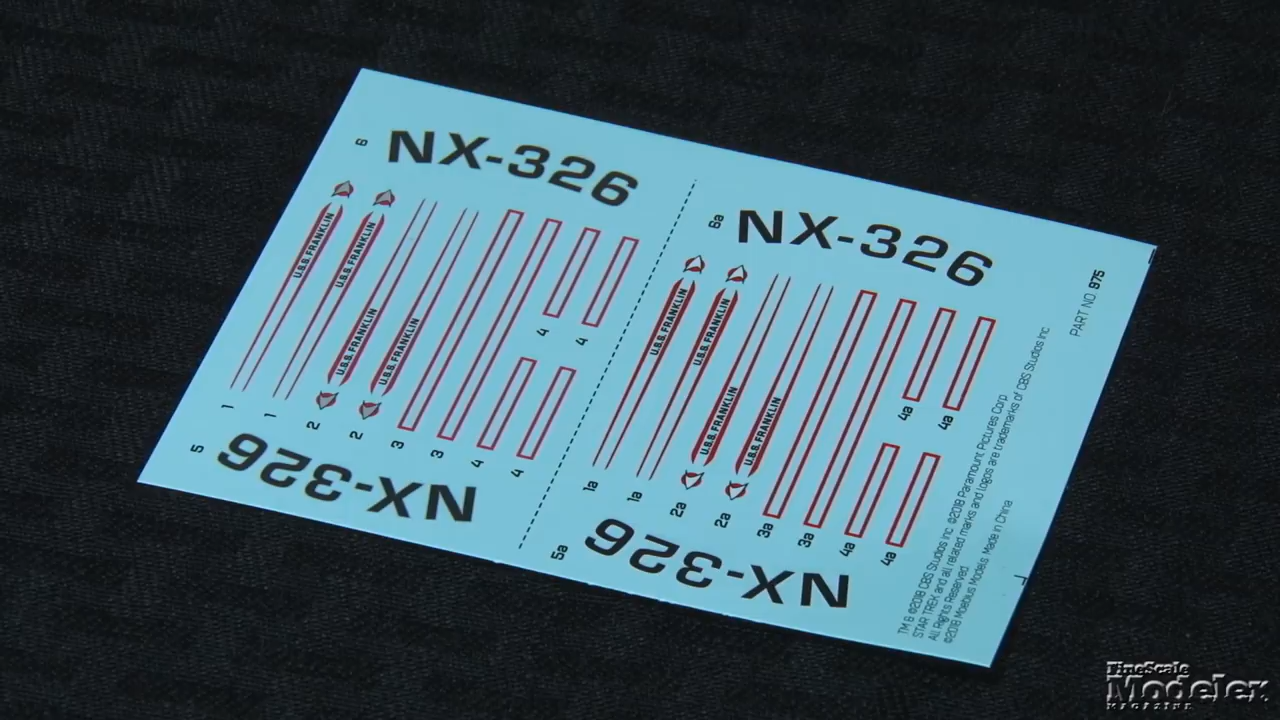 6
NX-326
U.S.S. FRANKLIN
U.S.S. FRANKLIN
U.S.S. FRANKLIN
U.S.S. FRANKLIN
4
4
1
1
2
2
3
3
4
4
5
NX-326
6a
NX-326
U.S.S. FRANKLIN
U.S.S. FRANKLIN
U.S.S. FRANKLIN
U.S.S. FRANKLIN
4a
4a
1a
1a
2a
2a
3a
3a
4a
4a
5a
NX-326
PART NO 975
TM & ©2018 CBS Studios Inc ©2018 Paramount Pictures Corp
STAR TREK and all related marks and logos are trademarks of CBS Studios Inc
All Rights Reserved
©2018 Moebius Models Made in China
FineScale
Modeler
MAGAZINE